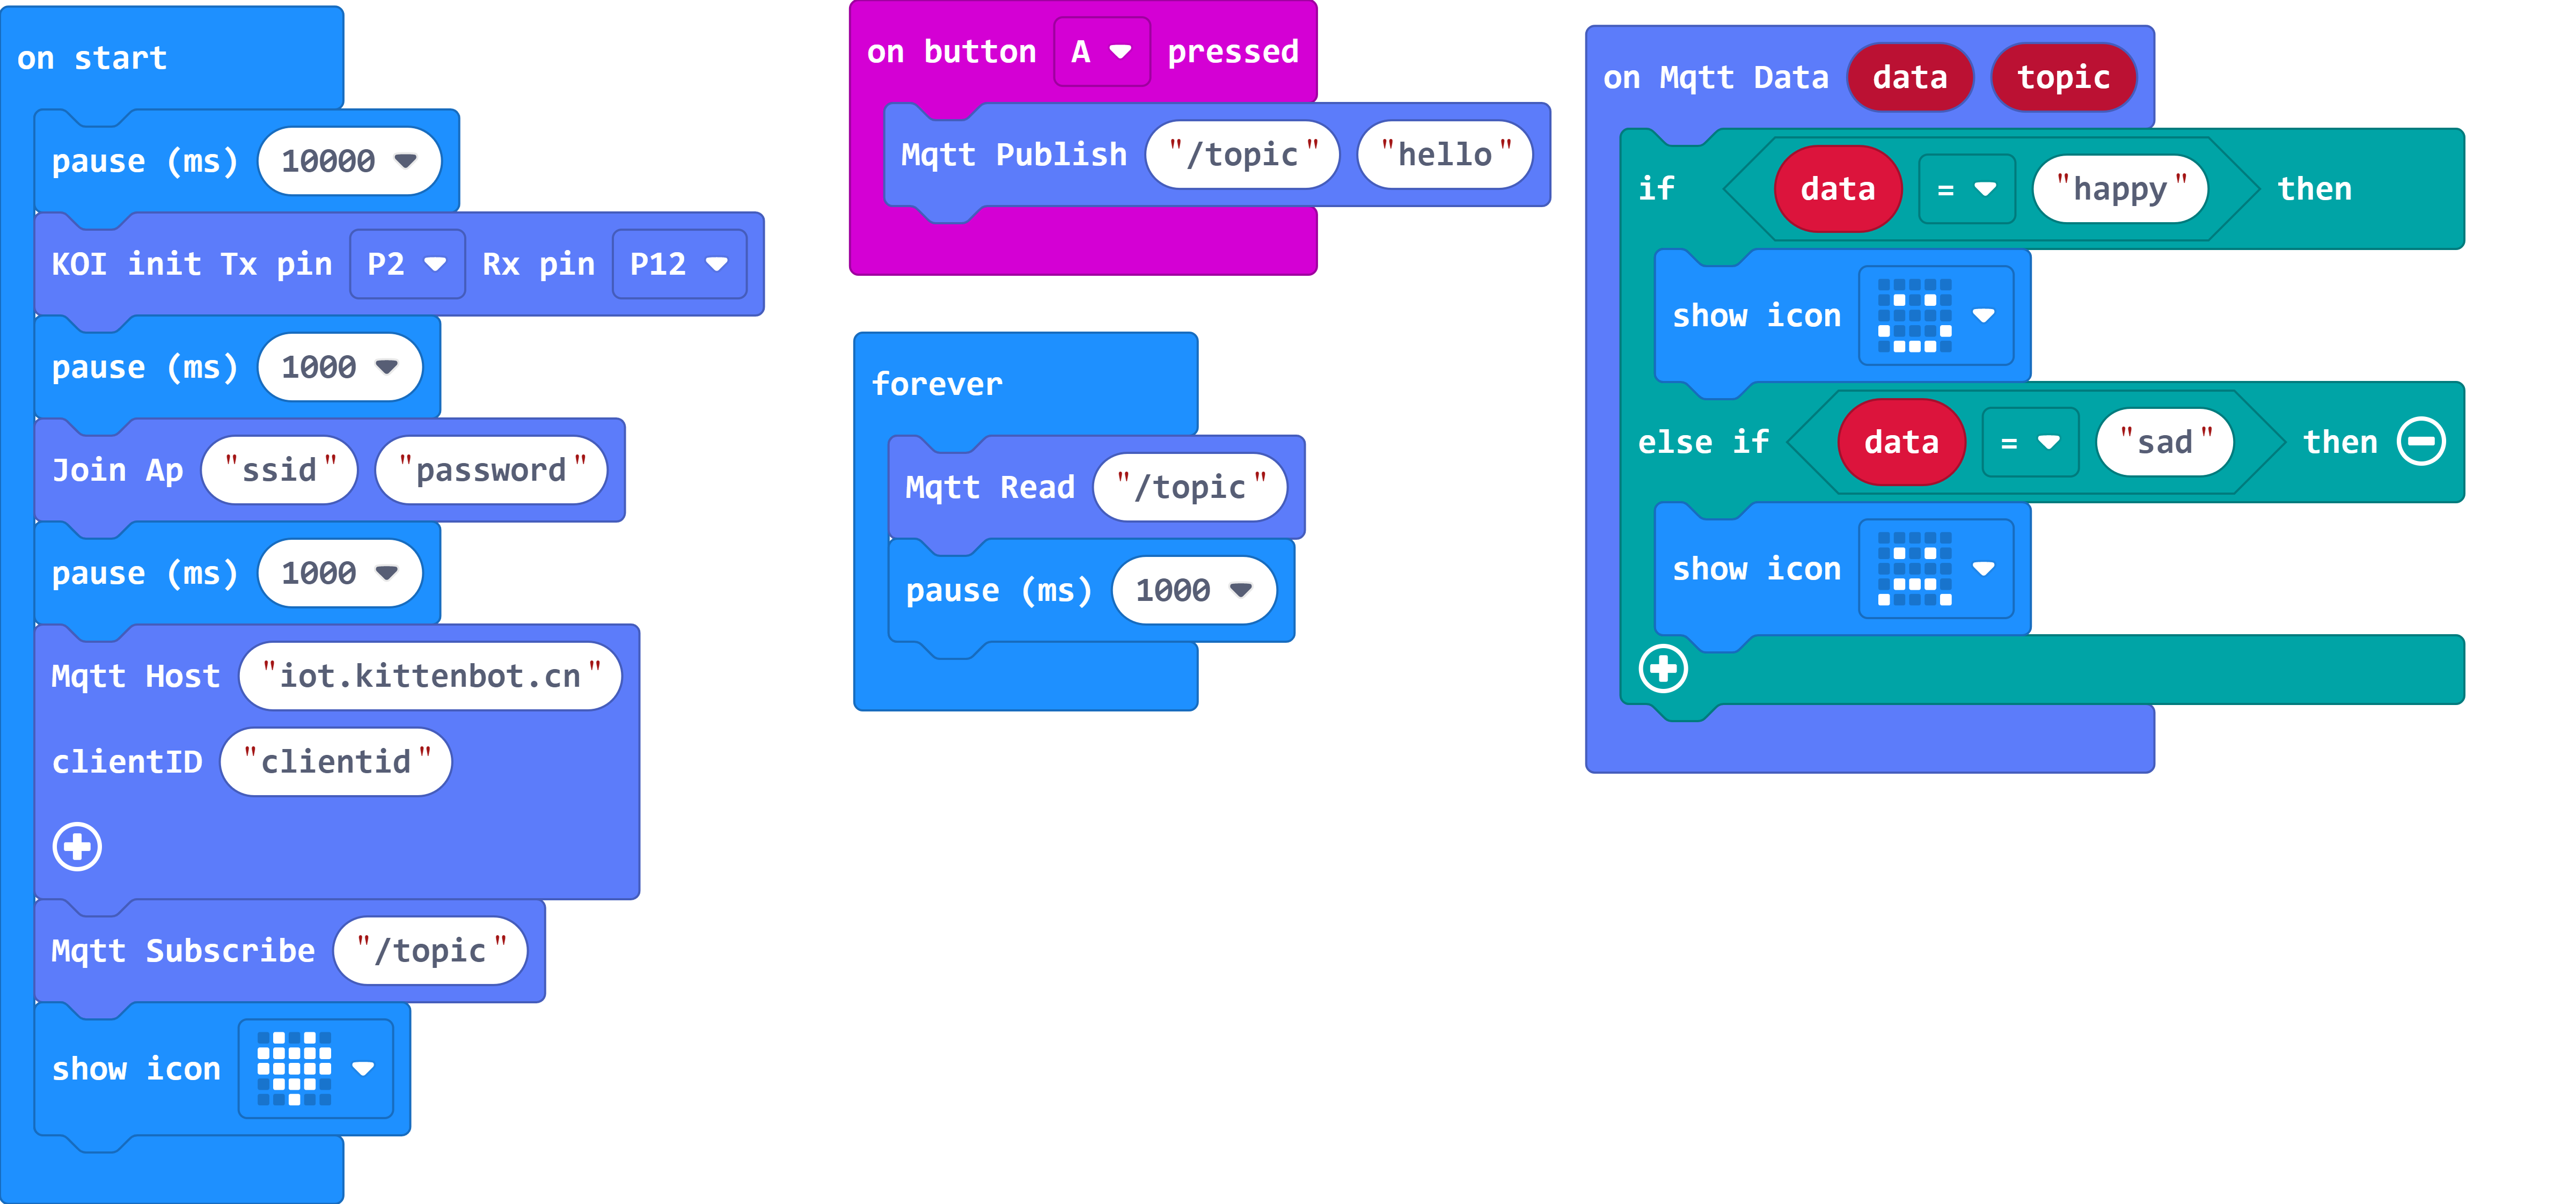 on start
pause (ms) 10000
KOI init Tx pin P2 Rx pin P12
pause (ms) 1000
Join Ap "ssid" "password"
pause (ms) 1000
Mqtt Host "iot.kittenbot.cn"
clientID "clientid"
Mqtt Subscribe "/topic"
show icon
on button A pressed
Mqtt Publish "/topic" "hello"
forever
Mqtt Read "/topic"
pause (ms) 1000
on Mqtt Data data topic
if data = "happy" then
show icon
else if data = "sad" then
show icon